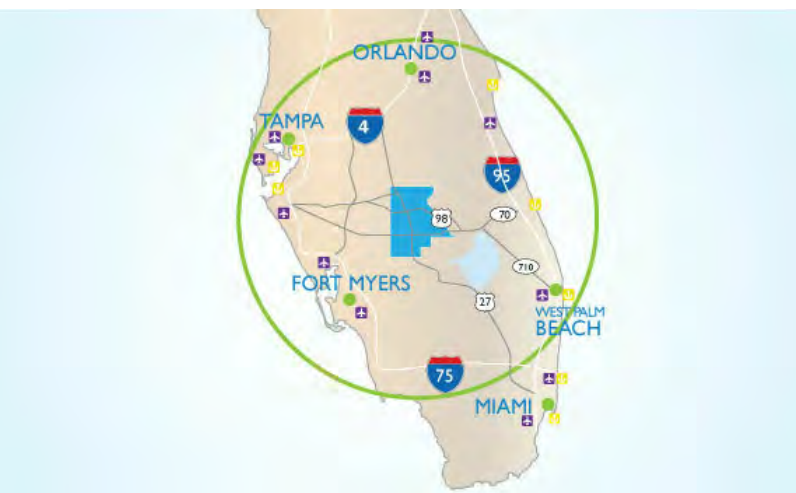 ORLANDO
TAMPA
4
95
98
70
710
FORT MYERS
27
WEST PALM
BEACH
75
MIAMI